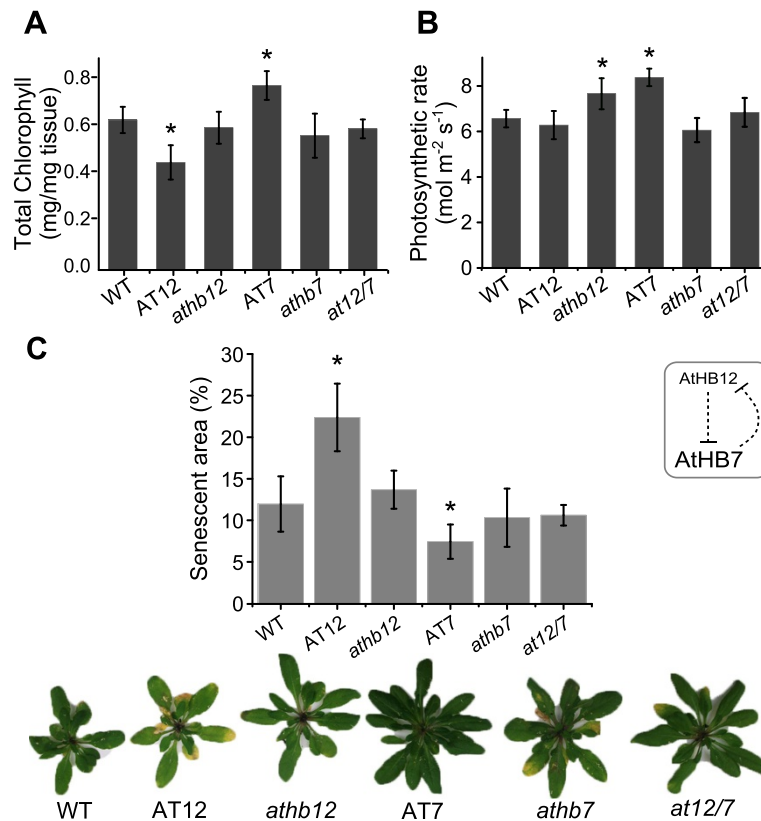 A
Total Chlorophyll
(mg/mg tissue)
0.8
0.6
0.4
0.2
0.0
*
*
WT
AT12
athb12
AT7
athb7
at12/7
B
Photosynthetic rate
(mol m-2 s-1)
8
6
4
2
0
*
*
WT
AT12
athb12
AT7
athb7
at12/7
C
Senescent area (%)
30
25
20
15
10
5
0
*
*
WT
AT12
athb12
AT7
athb7
at12/7
AtHB12
AtHB7
WT
AT12
athb12
AT7
athb7
at12/7